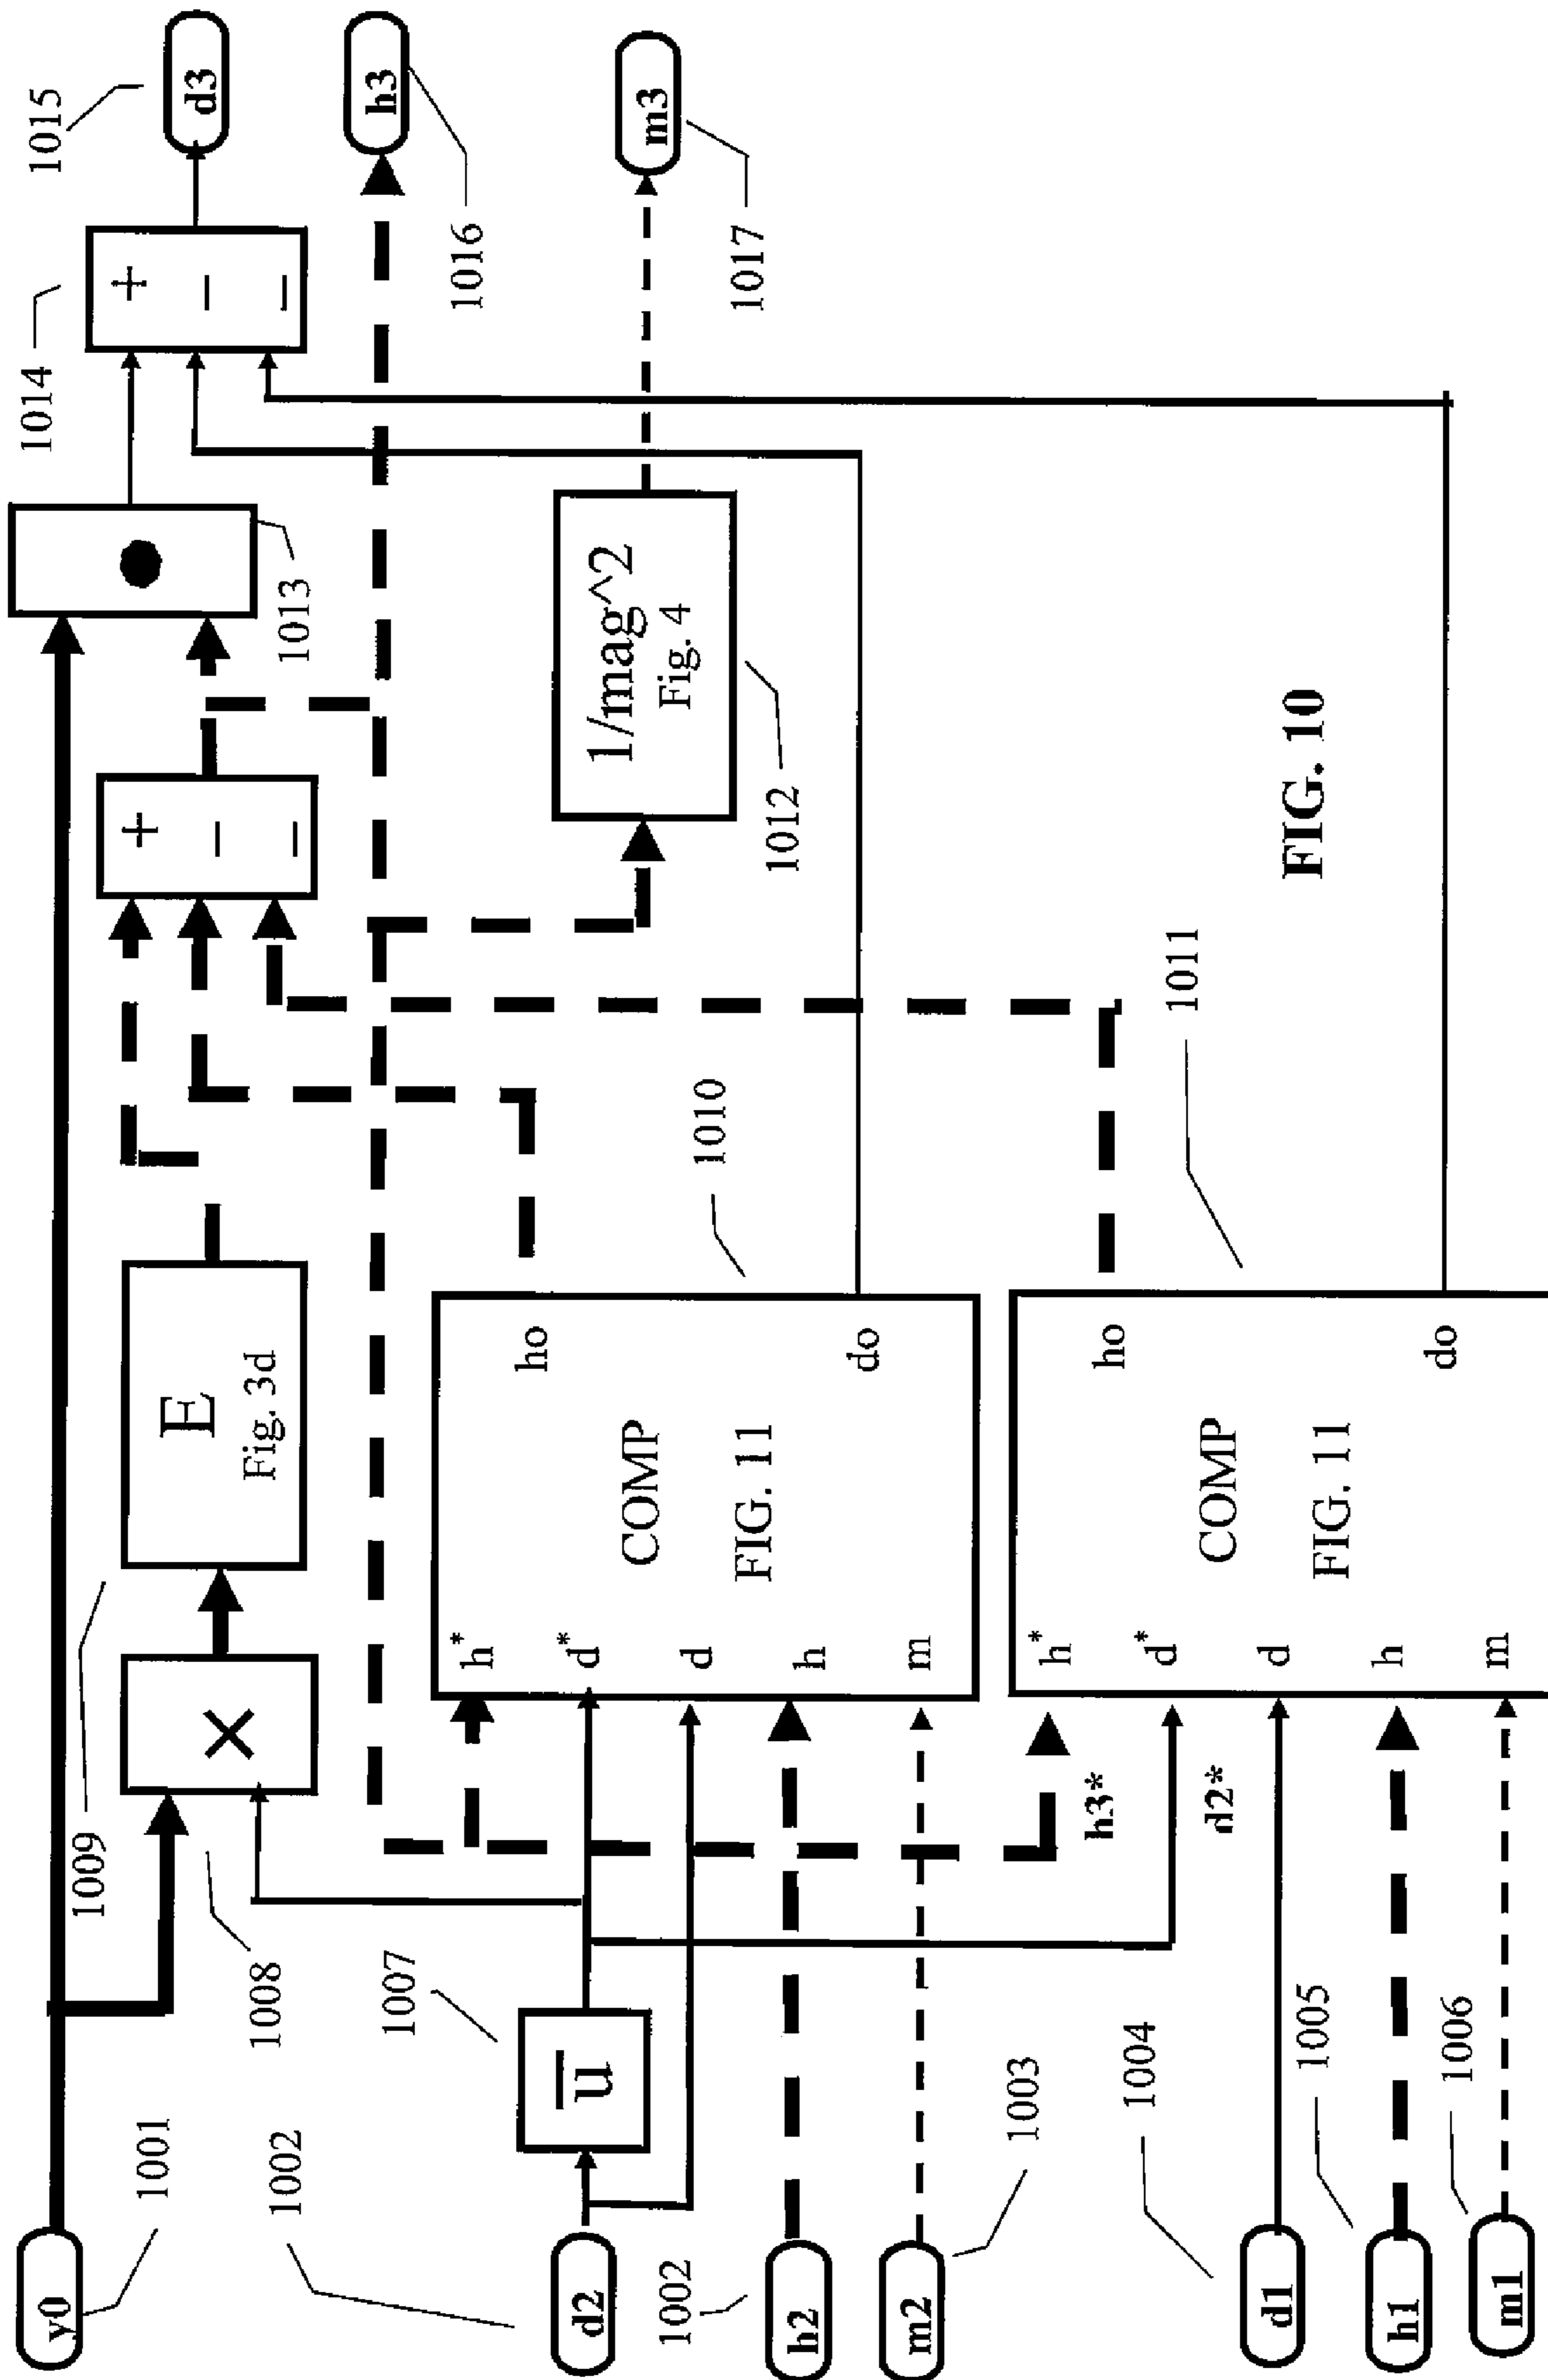 y0
1001
1002
d2
1002
h2
m2
1003
1004
d1
1005
h1
1006
m1
u
1007
1008
×
1009
E
Fig. 3d
h3*
d2*
h*
d*
d
h
m
COMP
FIG. 11
ho
do
1010
h*
d*
d
h
m
COMP
FIG. 11
ho
do
1011
+
−
−
1/mag^2
Fig. 4
1012
1013
+
−
−
1014
d3
1015
h3
1016
m3
1017
FIG. 10